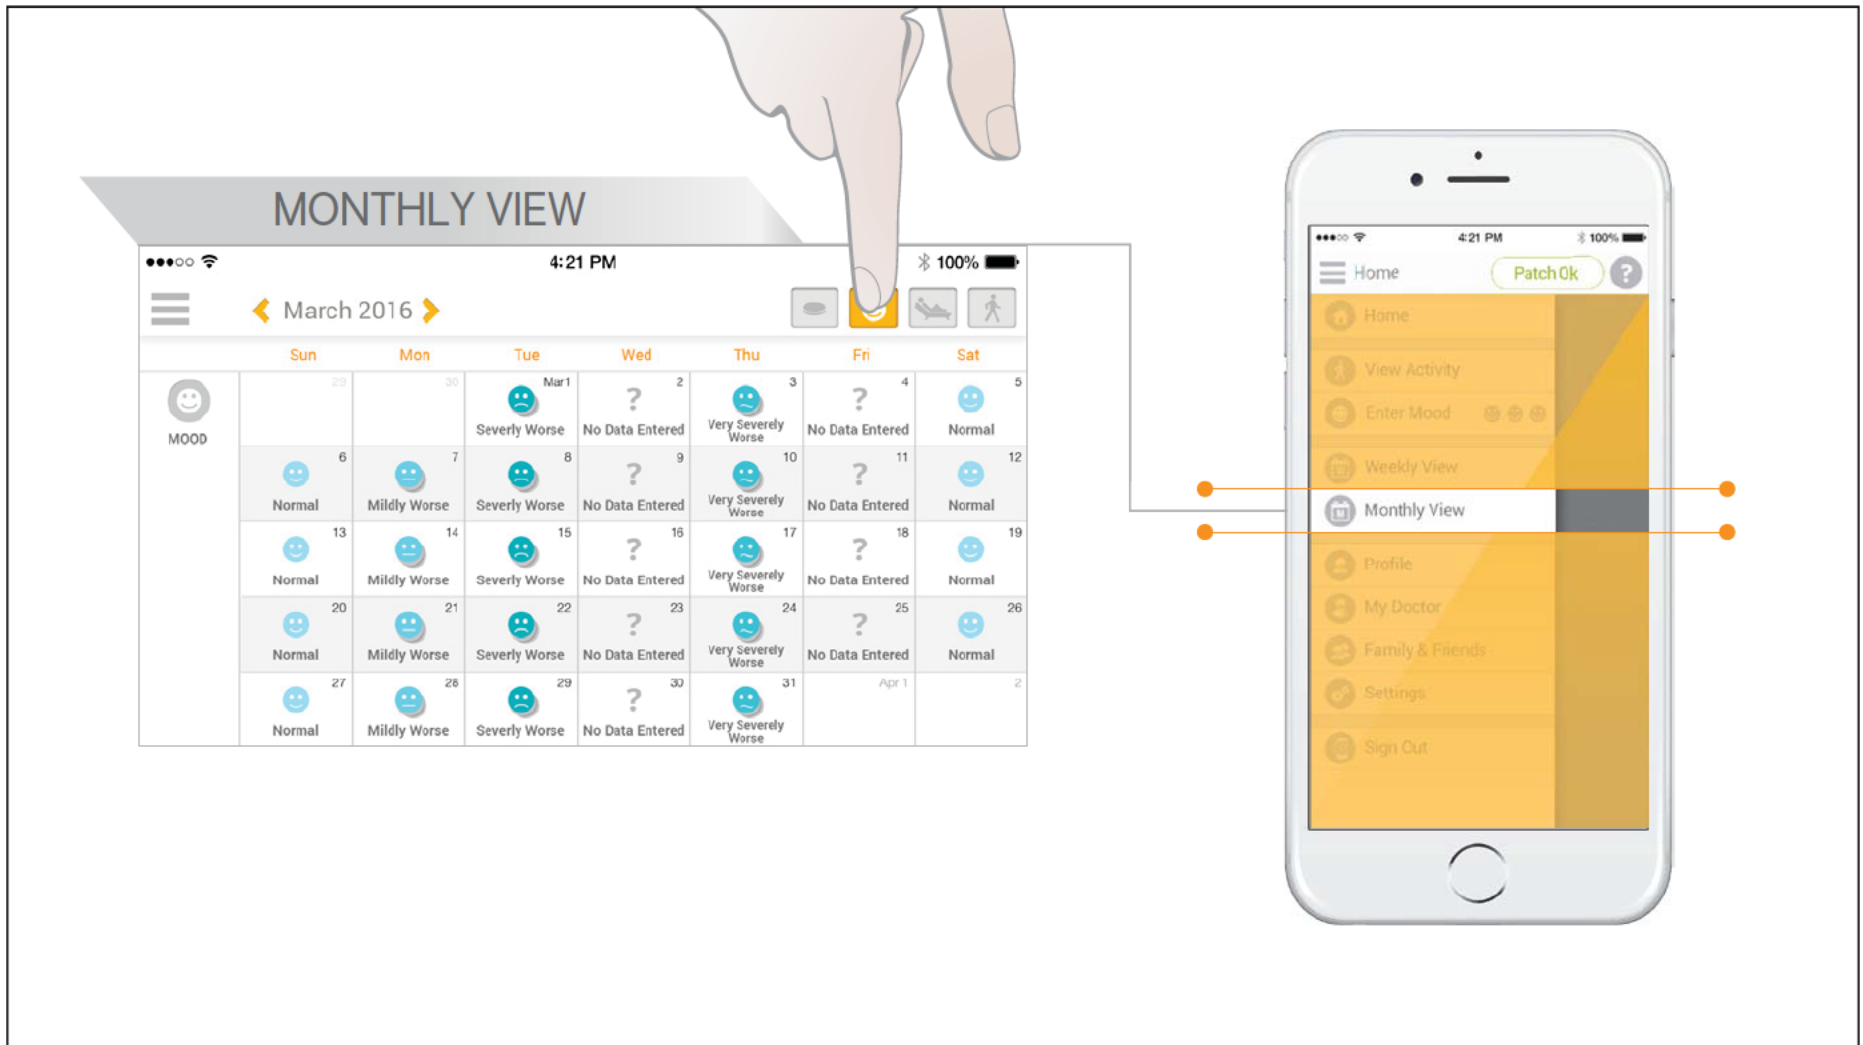 MONTHLY VIEW
4:21 PM 100%
March 2016
Sun Mon Tue Wed Thu Fri Sat
MOOD
29 30 Mar1 2 3 4 5
Severly Worse No Data Entered Very Severely Worse No Data Entered Normal
6 7 8 9 10 11 12
Normal Mildly Worse Severly Worse No Data Entered Very Severely Worse No Data Entered Normal
13 14 15 16 17 18 19
Normal Mildly Worse Severly Worse No Data Entered Very Severely Worse No Data Entered Normal
20 21 22 23 24 25 26
Normal Mildly Worse Severly Worse No Data Entered Very Severely Worse No Data Entered Normal
27 28 29 30 31 Apr 1 2
Normal Mildly Worse Severly Worse No Data Entered Very Severely Worse
4:21 PM 100%
Home Patch Ok ?
Home
View Activity
Enter Mood
Weekly View
Monthly View
Profile
My Doctor
Family & Friends
Settings
Sign Out